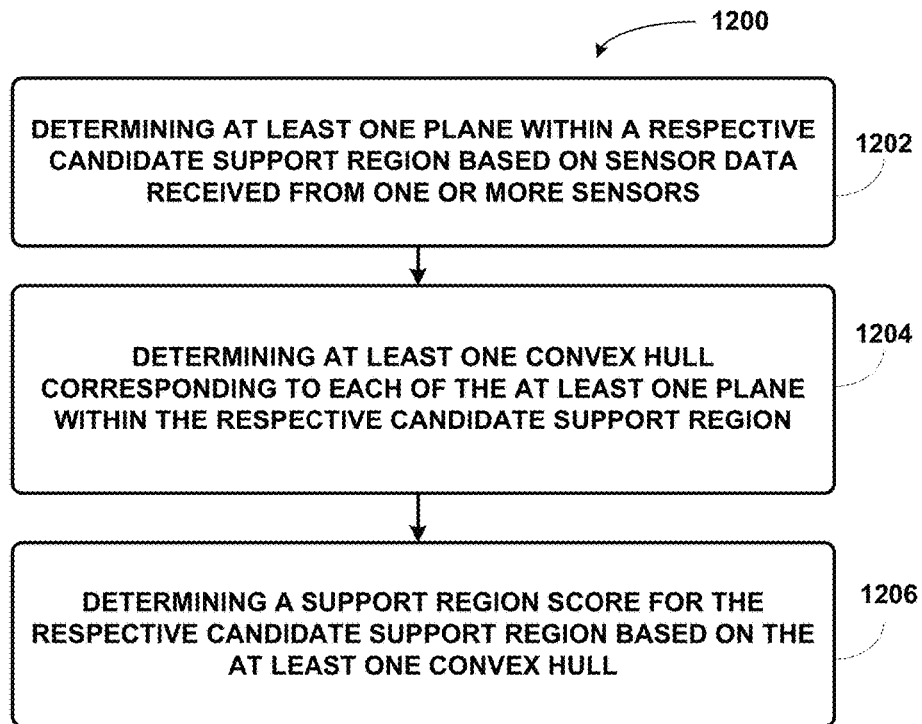 1200
DETERMINING AT LEAST ONE PLANE WITHIN A RESPECTIVE
CANDIDATE SUPPORT REGION BASED ON SENSOR DATA
RECEIVED FROM ONE OR MORE SENSORS
1202
DETERMINING AT LEAST ONE CONVEX HULL
CORRESPONDING TO EACH OF THE AT LEAST ONE PLANE
WITHIN THE RESPECTIVE CANDIDATE SUPPORT REGION
1204
DETERMINING A SUPPORT REGION SCORE FOR THE
RESPECTIVE CANDIDATE SUPPORT REGION BASED ON THE
AT LEAST ONE CONVEX HULL
1206